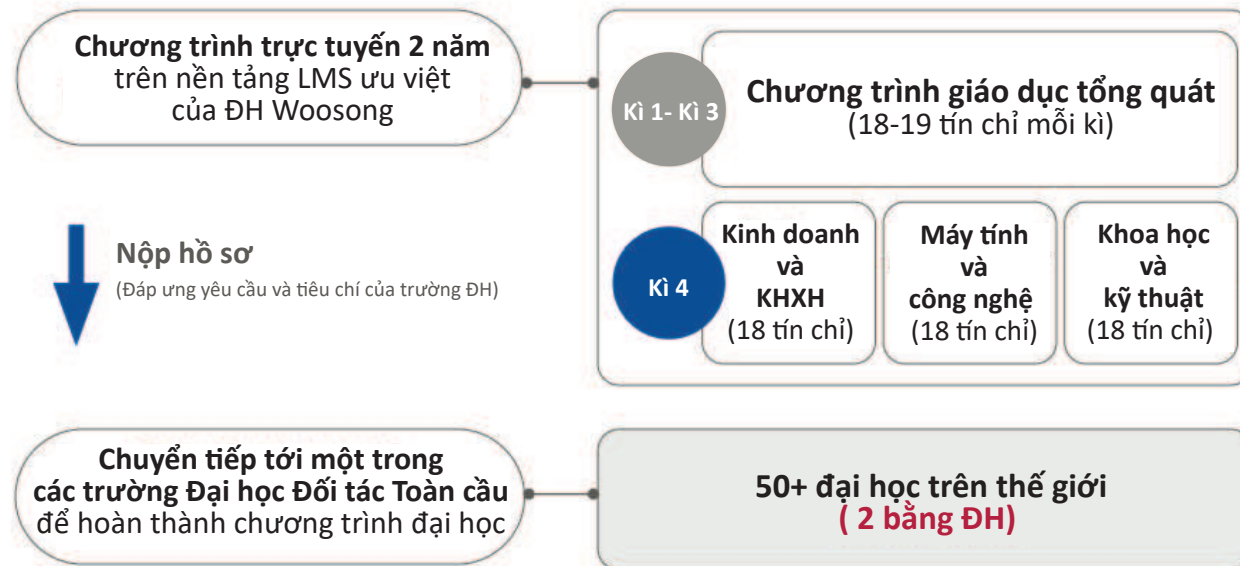 Chương trình trực tuyến 2 năm
trên nền tảng LMS ưu việt
của ĐH Woosong
Kì 1- Kì 3
Chương trình giáo dục tổng quát
(18-19 tín chỉ mỗi kì)
Nộp hồ sơ
(Đáp ưng yêu cầu và tiêu chí của trường ĐH)
Kì 4
Kinh doanh
và
KHXH
(18 tín chỉ)
Máy tính
và
công nghệ
(18 tín chỉ)
Khoa học
và
kỹ thuật
(18 tín chỉ)
Chuyển tiếp tới một trong
các trường Đại học Đối tác Toàn cầu
để hoàn thành chương trình đại học
50+ đại học trên thế giới
( 2 bằng ĐH)